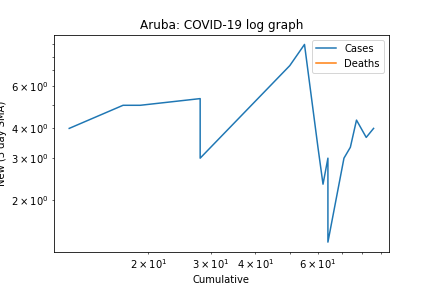 Aruba: COVID-19 log graph
Cases
Deaths
6 × 10⁰
4 × 10⁰
3 × 10⁰
2 × 10⁰
New (3 day SMA)
2 × 10¹
3 × 10¹
4 × 10¹
6 × 10¹
Cumulative